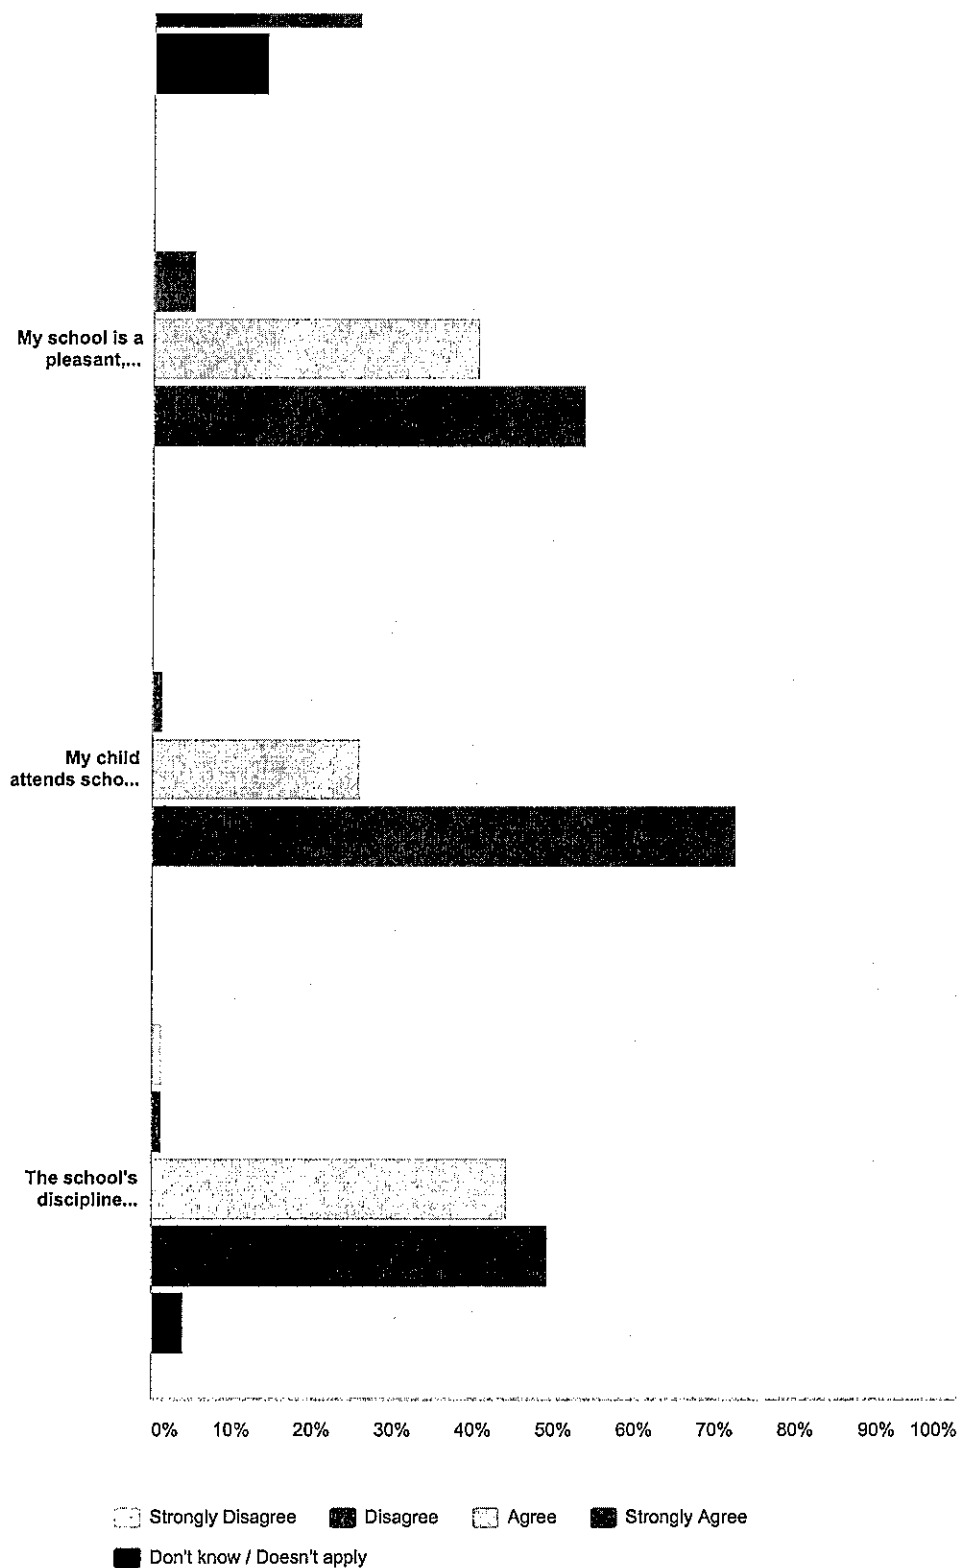 My school is a
pleasant,...
My child
attends scho...
The school's
discipline...
0% 10% 20% 30% 40% 50% 60% 70% 80% 90% 100%
Strongly Disagree Disagree Agree Strongly Agree
Don't know / Doesn't apply